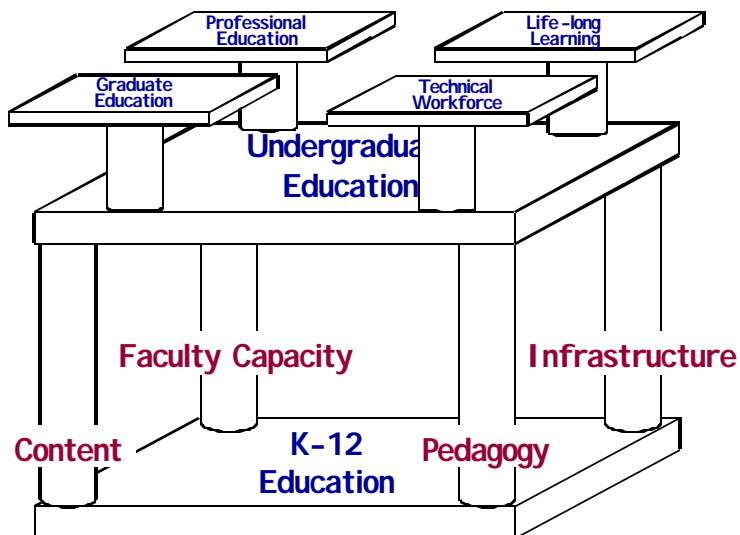 Professional
Education
Life-long
Learning
Graduate
Education
Technical
Workforce
Undergradua
Education
Faculty Capacity
Infrastructure
Content
K-12
Education
Pedagogy